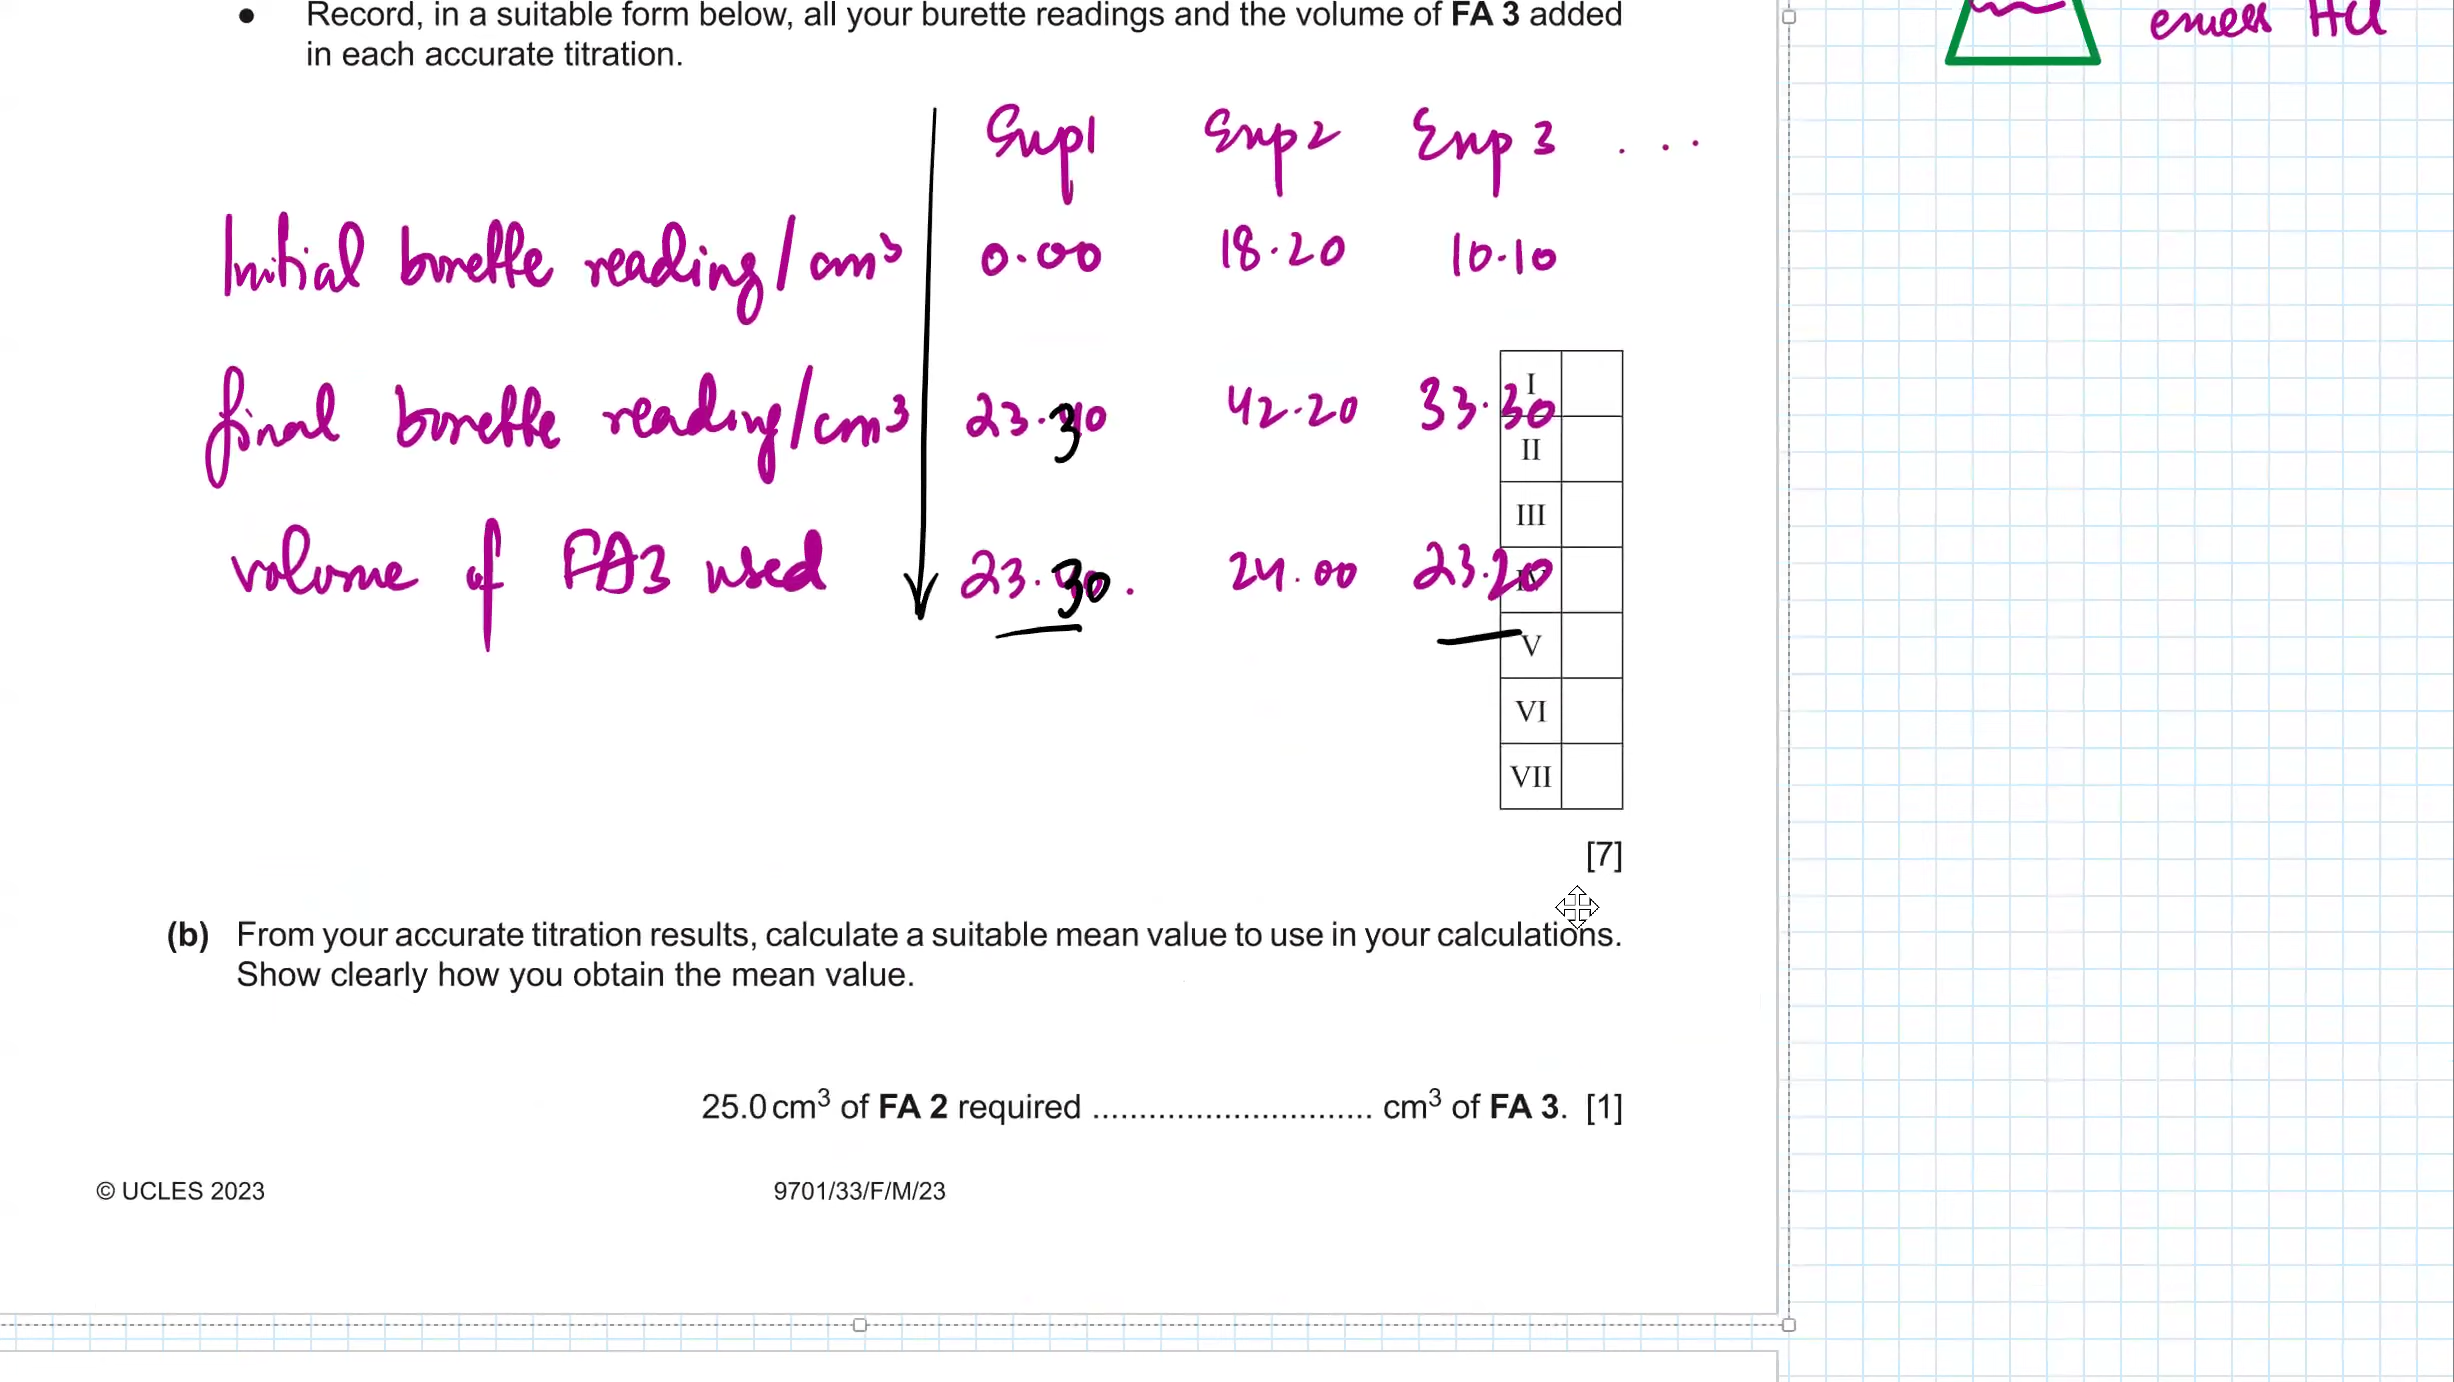 • Record, in a suitable form below, all your burette readings and the volume of FA 3 added
in each accurate titration.
excess HCl
Exp1 Exp2 Exp 3 ...
Initial burette reading/cm³ 0.00 18.20 10.10
final burette reading/cm³ 23.30 42.20 33.30
volume of FA3 used 23.30. 24.00 23.20
I
II
III
IV
V
VI
VII
[7]
(b) From your accurate titration results, calculate a suitable mean value to use in your calculations.
Show clearly how you obtain the mean value.
25.0 cm³ of FA 2 required .............................. cm³ of FA 3. [1]
© UCLES 2023
9701/33/F/M/23